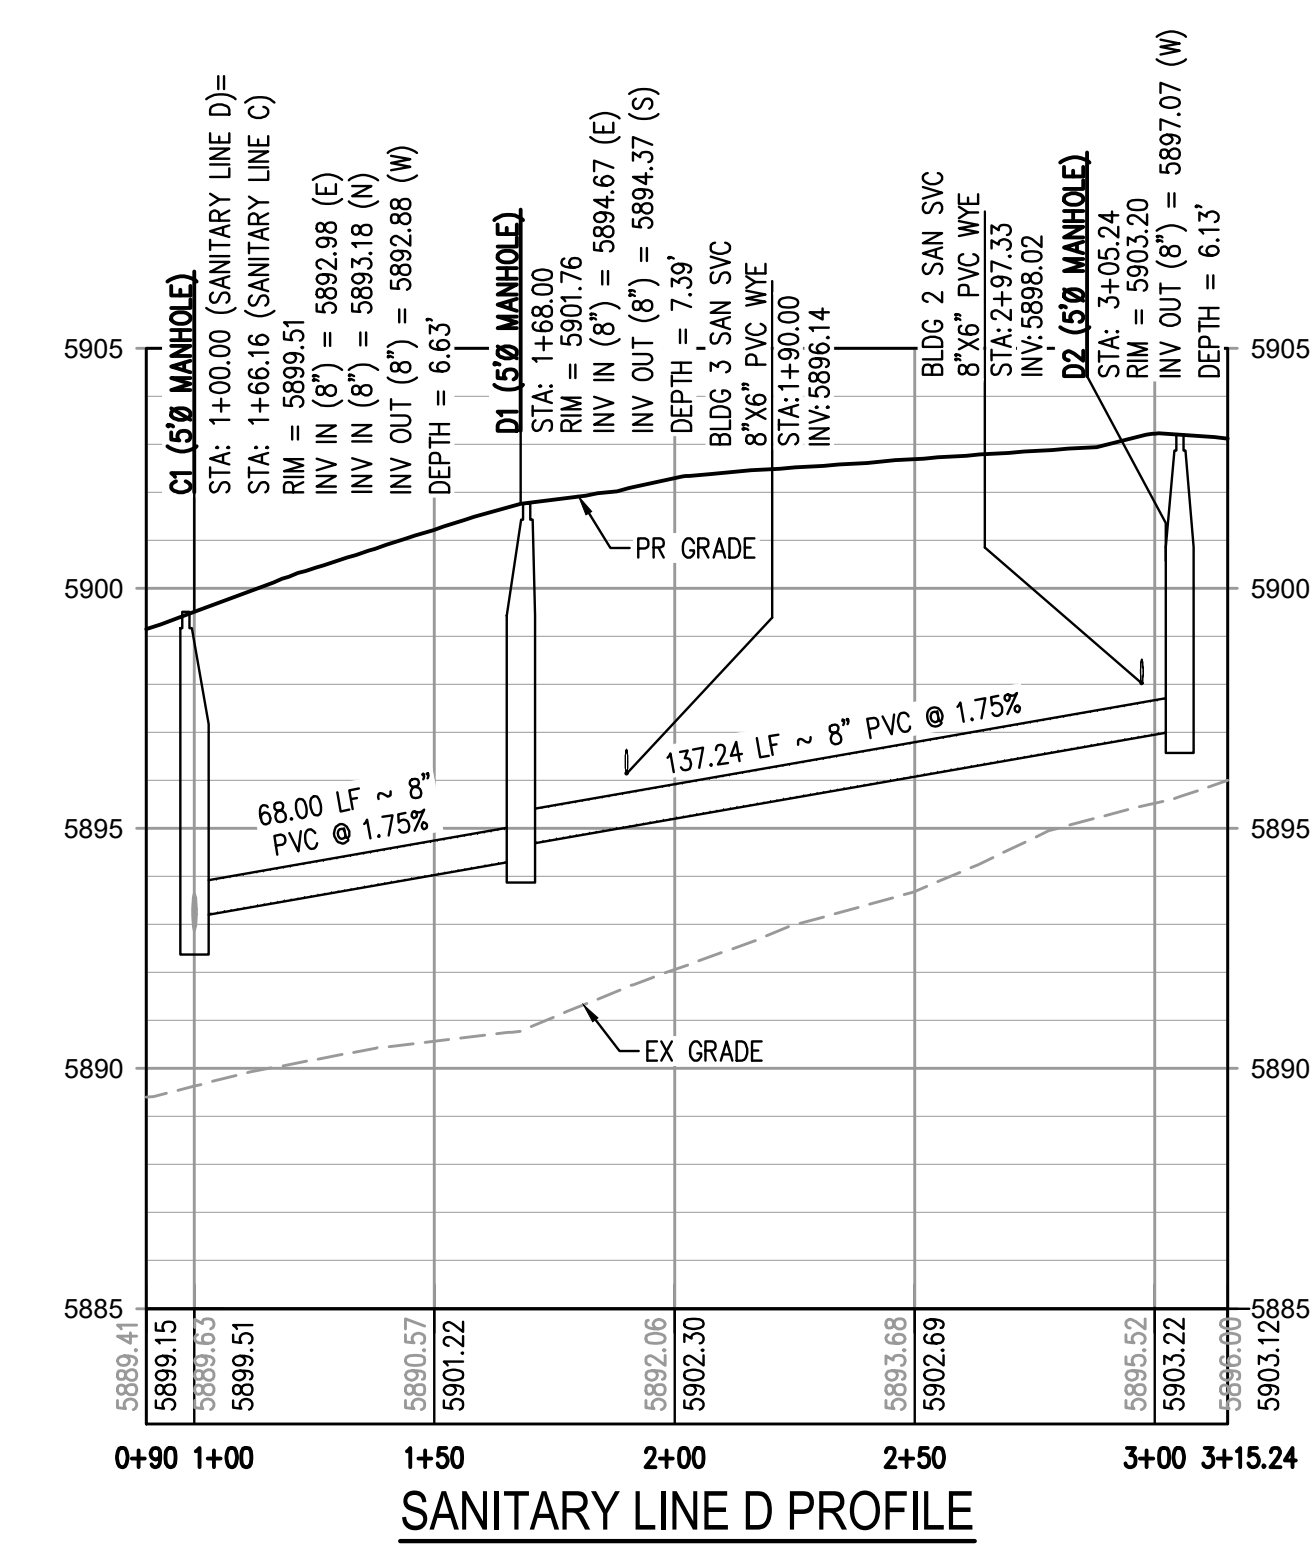 C1 (5'Ø MANHOLE)
STA: 1+00.00 (SANITARY LINE D)=
STA: 1+66.16 (SANITARY LINE C)
RIM = 5899.51
INV IN (8") = 5892.98 (E)
INV IN (8") = 5893.18 (N)
INV OUT (8") = 5892.88 (W)
DEPTH = 6.63'
D1 (5'Ø MANHOLE)
STA: 1+68.00
RIM = 5901.76
INV IN (8") = 5894.67 (E)
INV OUT (8") = 5894.37 (S)
DEPTH = 7.39'
BLDG 3 SAN SVC
8"X6" PVC WYE
STA:1+90.00
INV:5896.14
BLDG 2 SAN SVC
8"X6" PVC WYE
STA:2+97.33
INV:5898.02
D2 (5'Ø MANHOLE)
STA: 3+05.24
RIM = 5903.20
INV OUT (8") = 5897.07 (W)
DEPTH = 6.13'
5905
5905
PR GRADE
5900
5900
137.24 LF ~ 8" PVC @ 1.75%
68.00 LF ~ 8"
PVC @ 1.75%
5895
5895
EX GRADE
5890
5890
5885
5885
5889.41
5899.15
5889.63
5899.51
5890.57
5901.22
5892.06
5902.30
5893.68
5902.69
5895.52
5903.22
5896.00
5903.12
0+90 1+00 1+50 2+00 2+50 3+00 3+15.24
SANITARY LINE D PROFILE